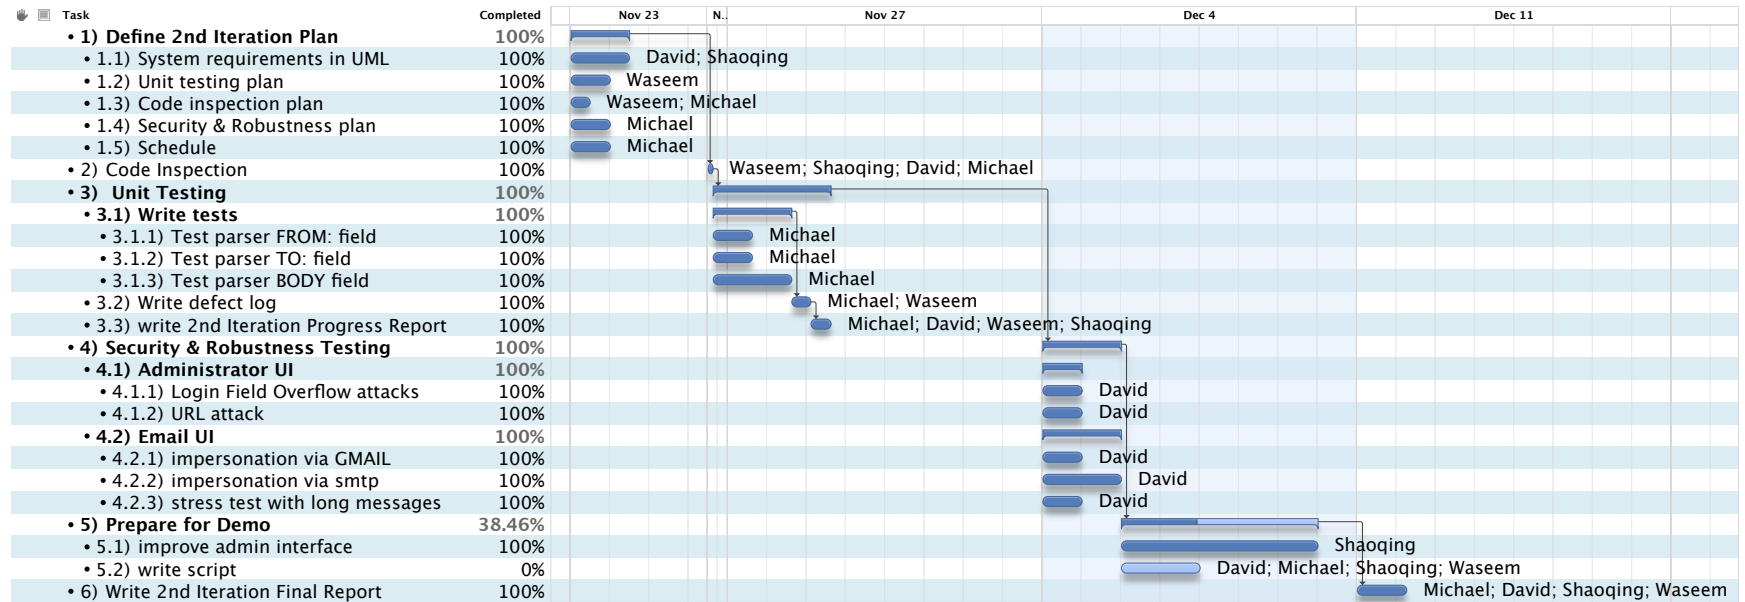 Task Completed Nov 23 N.. Nov 27 Dec 4 Dec 11
• 1) Define 2nd Iteration Plan 100%
• 1.1) System requirements in UML 100% David; Shaoqing
• 1.2) Unit testing plan 100% Waseem
• 1.3) Code inspection plan 100% Waseem; Michael
• 1.4) Security & Robustness plan 100% Michael
• 1.5) Schedule 100% Michael
• 2) Code Inspection 100% Waseem; Shaoqing; David; Michael
• 3) Unit Testing 100%
• 3.1) Write tests 100%
• 3.1.1) Test parser FROM: field 100% Michael
• 3.1.2) Test parser TO: field 100% Michael
• 3.1.3) Test parser BODY field 100% Michael
• 3.2) Write defect log 100% Michael; Waseem
• 3.3) write 2nd Iteration Progress Report 100% Michael; David; Waseem; Shaoqing
• 4) Security & Robustness Testing 100%
• 4.1) Administrator UI 100%
• 4.1.1) Login Field Overflow attacks 100% David
• 4.1.2) URL attack 100% David
• 4.2) Email UI 100%
• 4.2.1) impersonation via GMAIL 100% David
• 4.2.2) impersonation via smtp 100% David
• 4.2.3) stress test with long messages 100% David
• 5) Prepare for Demo 38.46%
• 5.1) improve admin interface 100% Shaoqing
• 5.2) write script 0% David; Michael; Shaoqing; Waseem
• 6) Write 2nd Iteration Final Report 100% Michael; David; Shaoqing; Waseem